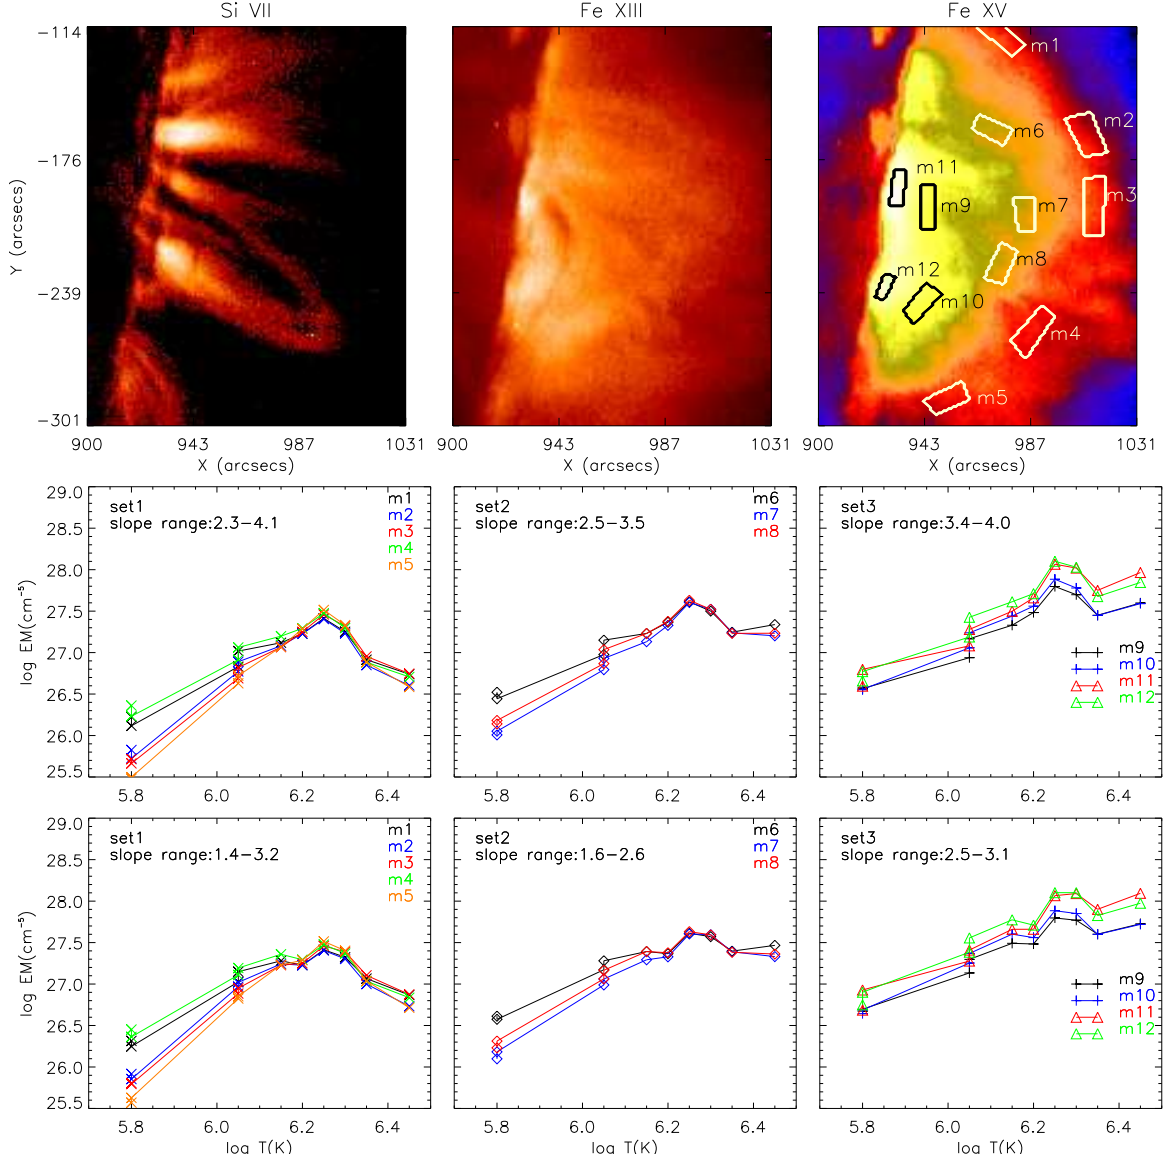 Si VII Fe XIII Fe XV
Y (arcsecs)
−114
−176
−239
−301
m1
m2
m6
m11
m3
m9
m7
m12
m8
m10
m4
m5
900 943 987 1031 900 943 987 1031 900 943 987 1031
X (arcsecs) X (arcsecs) X (arcsecs)
log EM(cm⁻⁵)
29.0
28.5
28.0
27.5
27.0
26.5
26.0
25.5
set1
slope range:2.3−4.1
m1
m2
m3
m4
m5
set2
slope range:2.5−3.5
m6
m7
m8
set3
slope range:3.4−4.0
m9
m10
m11
m12
5.8 6.0 6.2 6.4 5.8 6.0 6.2 6.4 5.8 6.0 6.2 6.4
log EM(cm⁻⁵)
29.0
28.5
28.0
27.5
27.0
26.5
26.0
25.5
set1
slope range:1.4−3.2
m1
m2
m3
m4
m5
set2
slope range:1.6−2.6
m6
m7
m8
set3
slope range:2.5−3.1
m9
m10
m11
m12
5.8 6.0 6.2 6.4 5.8 6.0 6.2 6.4 5.8 6.0 6.2 6.4
log T(K) log T(K) log T(K)